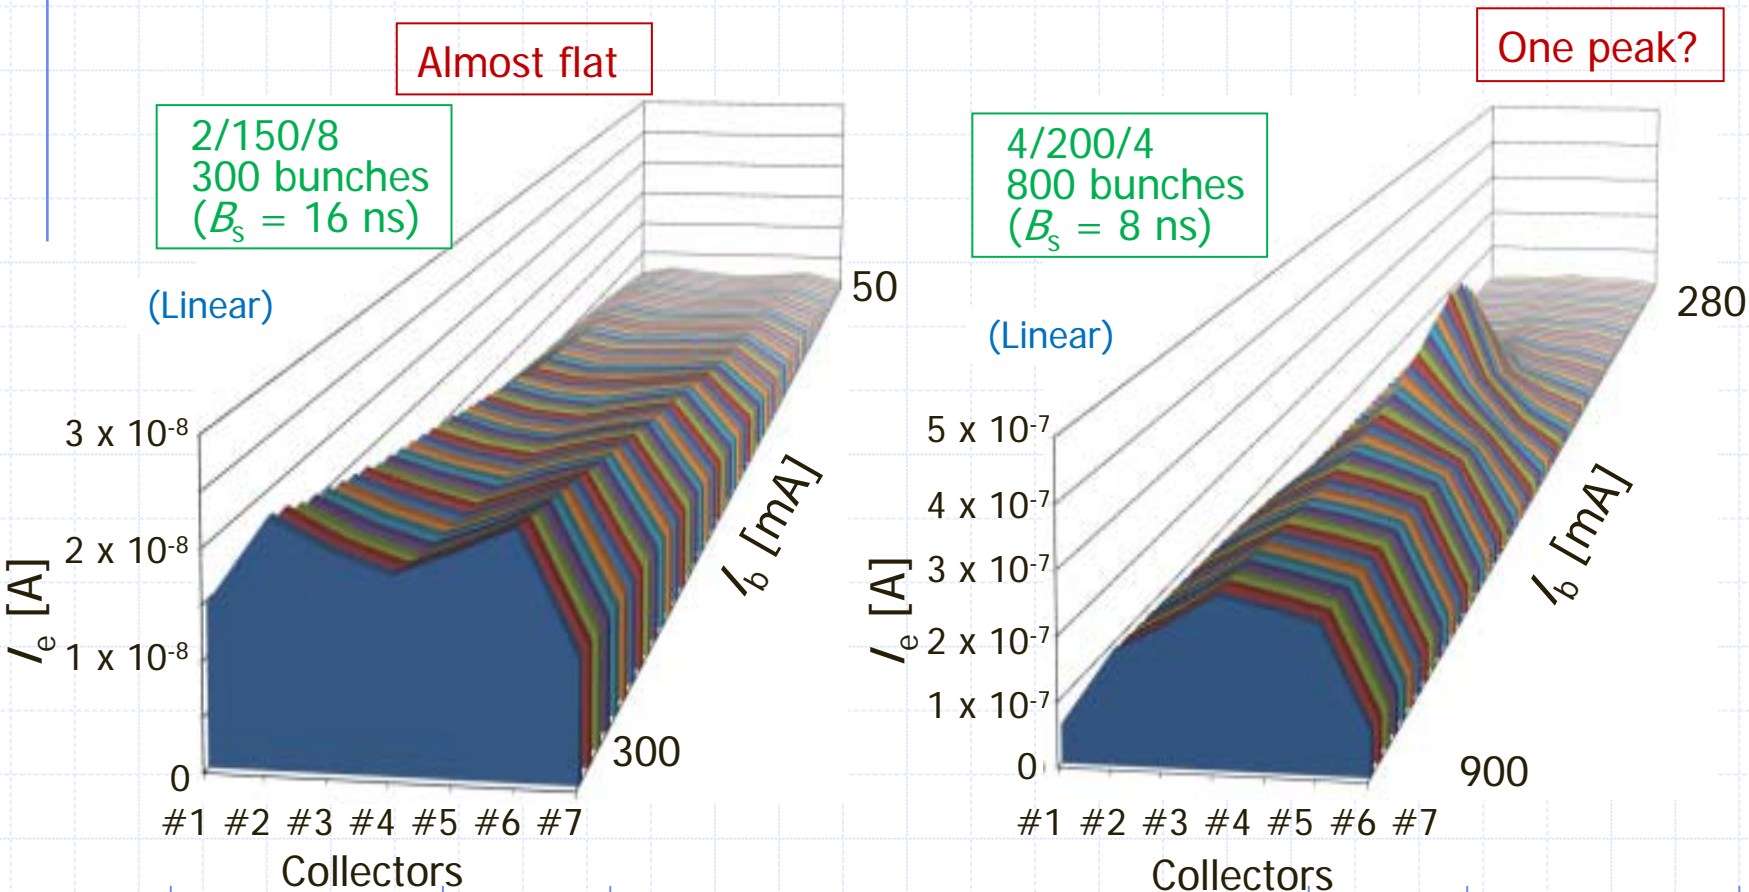 Almost flat
2/150/8
300 bunches
(Bₛ = 16 ns)
(Linear)
50
3 x 10⁻⁸
2 x 10⁻⁸
1 x 10⁻⁸
0
Iₑ [A]
I_b [mA]
300
#1 #2 #3 #4 #5 #6 #7
Collectors
One peak?
4/200/4
800 bunches
(Bₛ = 8 ns)
(Linear)
280
5 x 10⁻⁷
4 x 10⁻⁷
3 x 10⁻⁷
2 x 10⁻⁷
1 x 10⁻⁷
0
Iₑ [A]
I_b [mA]
900
#1 #2 #3 #4 #5 #6 #7
Collectors